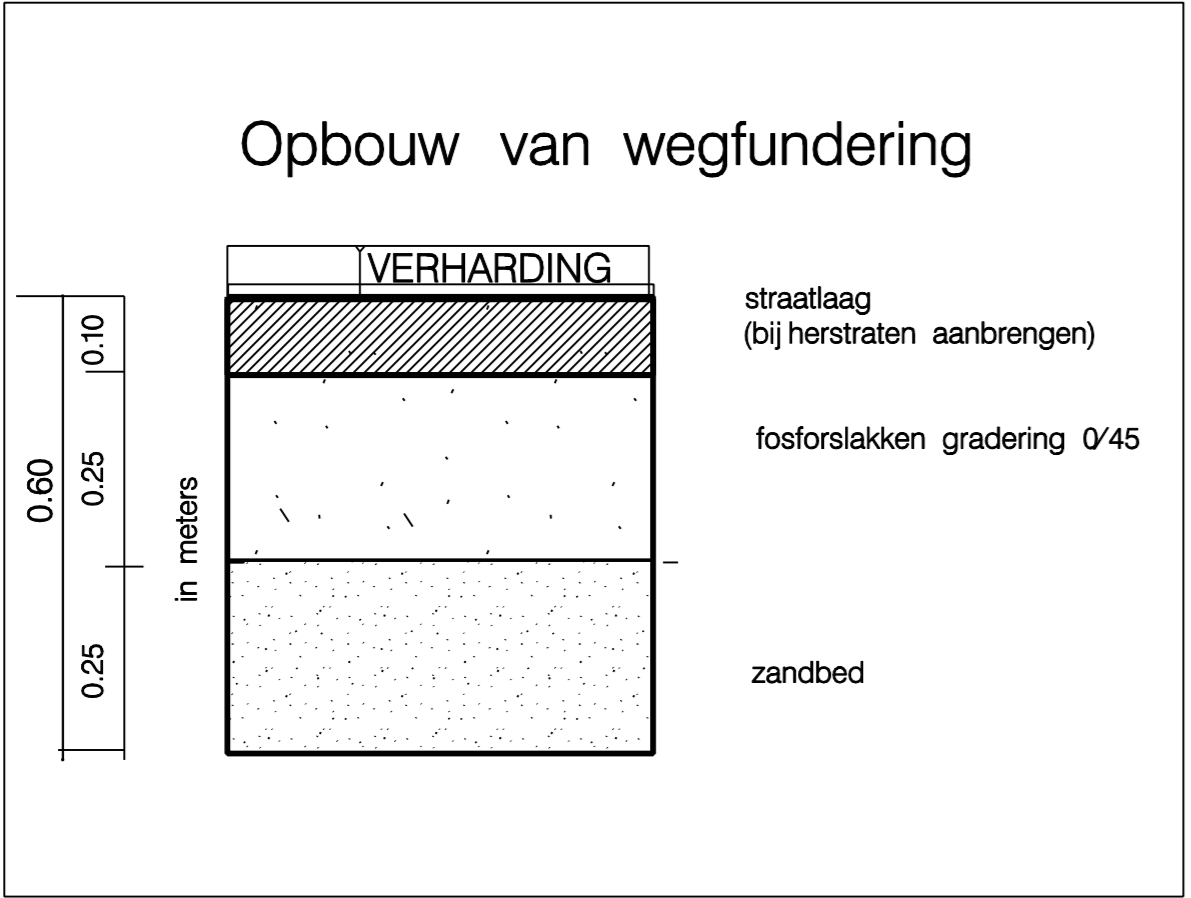 Opbouw van wegfundering
VERHARDING
straatlaag
(bij herstraten aanbrengen)
0.10
fosforslakken gradering 0/45
0.25
0.60
in meters
0.25
zandbed